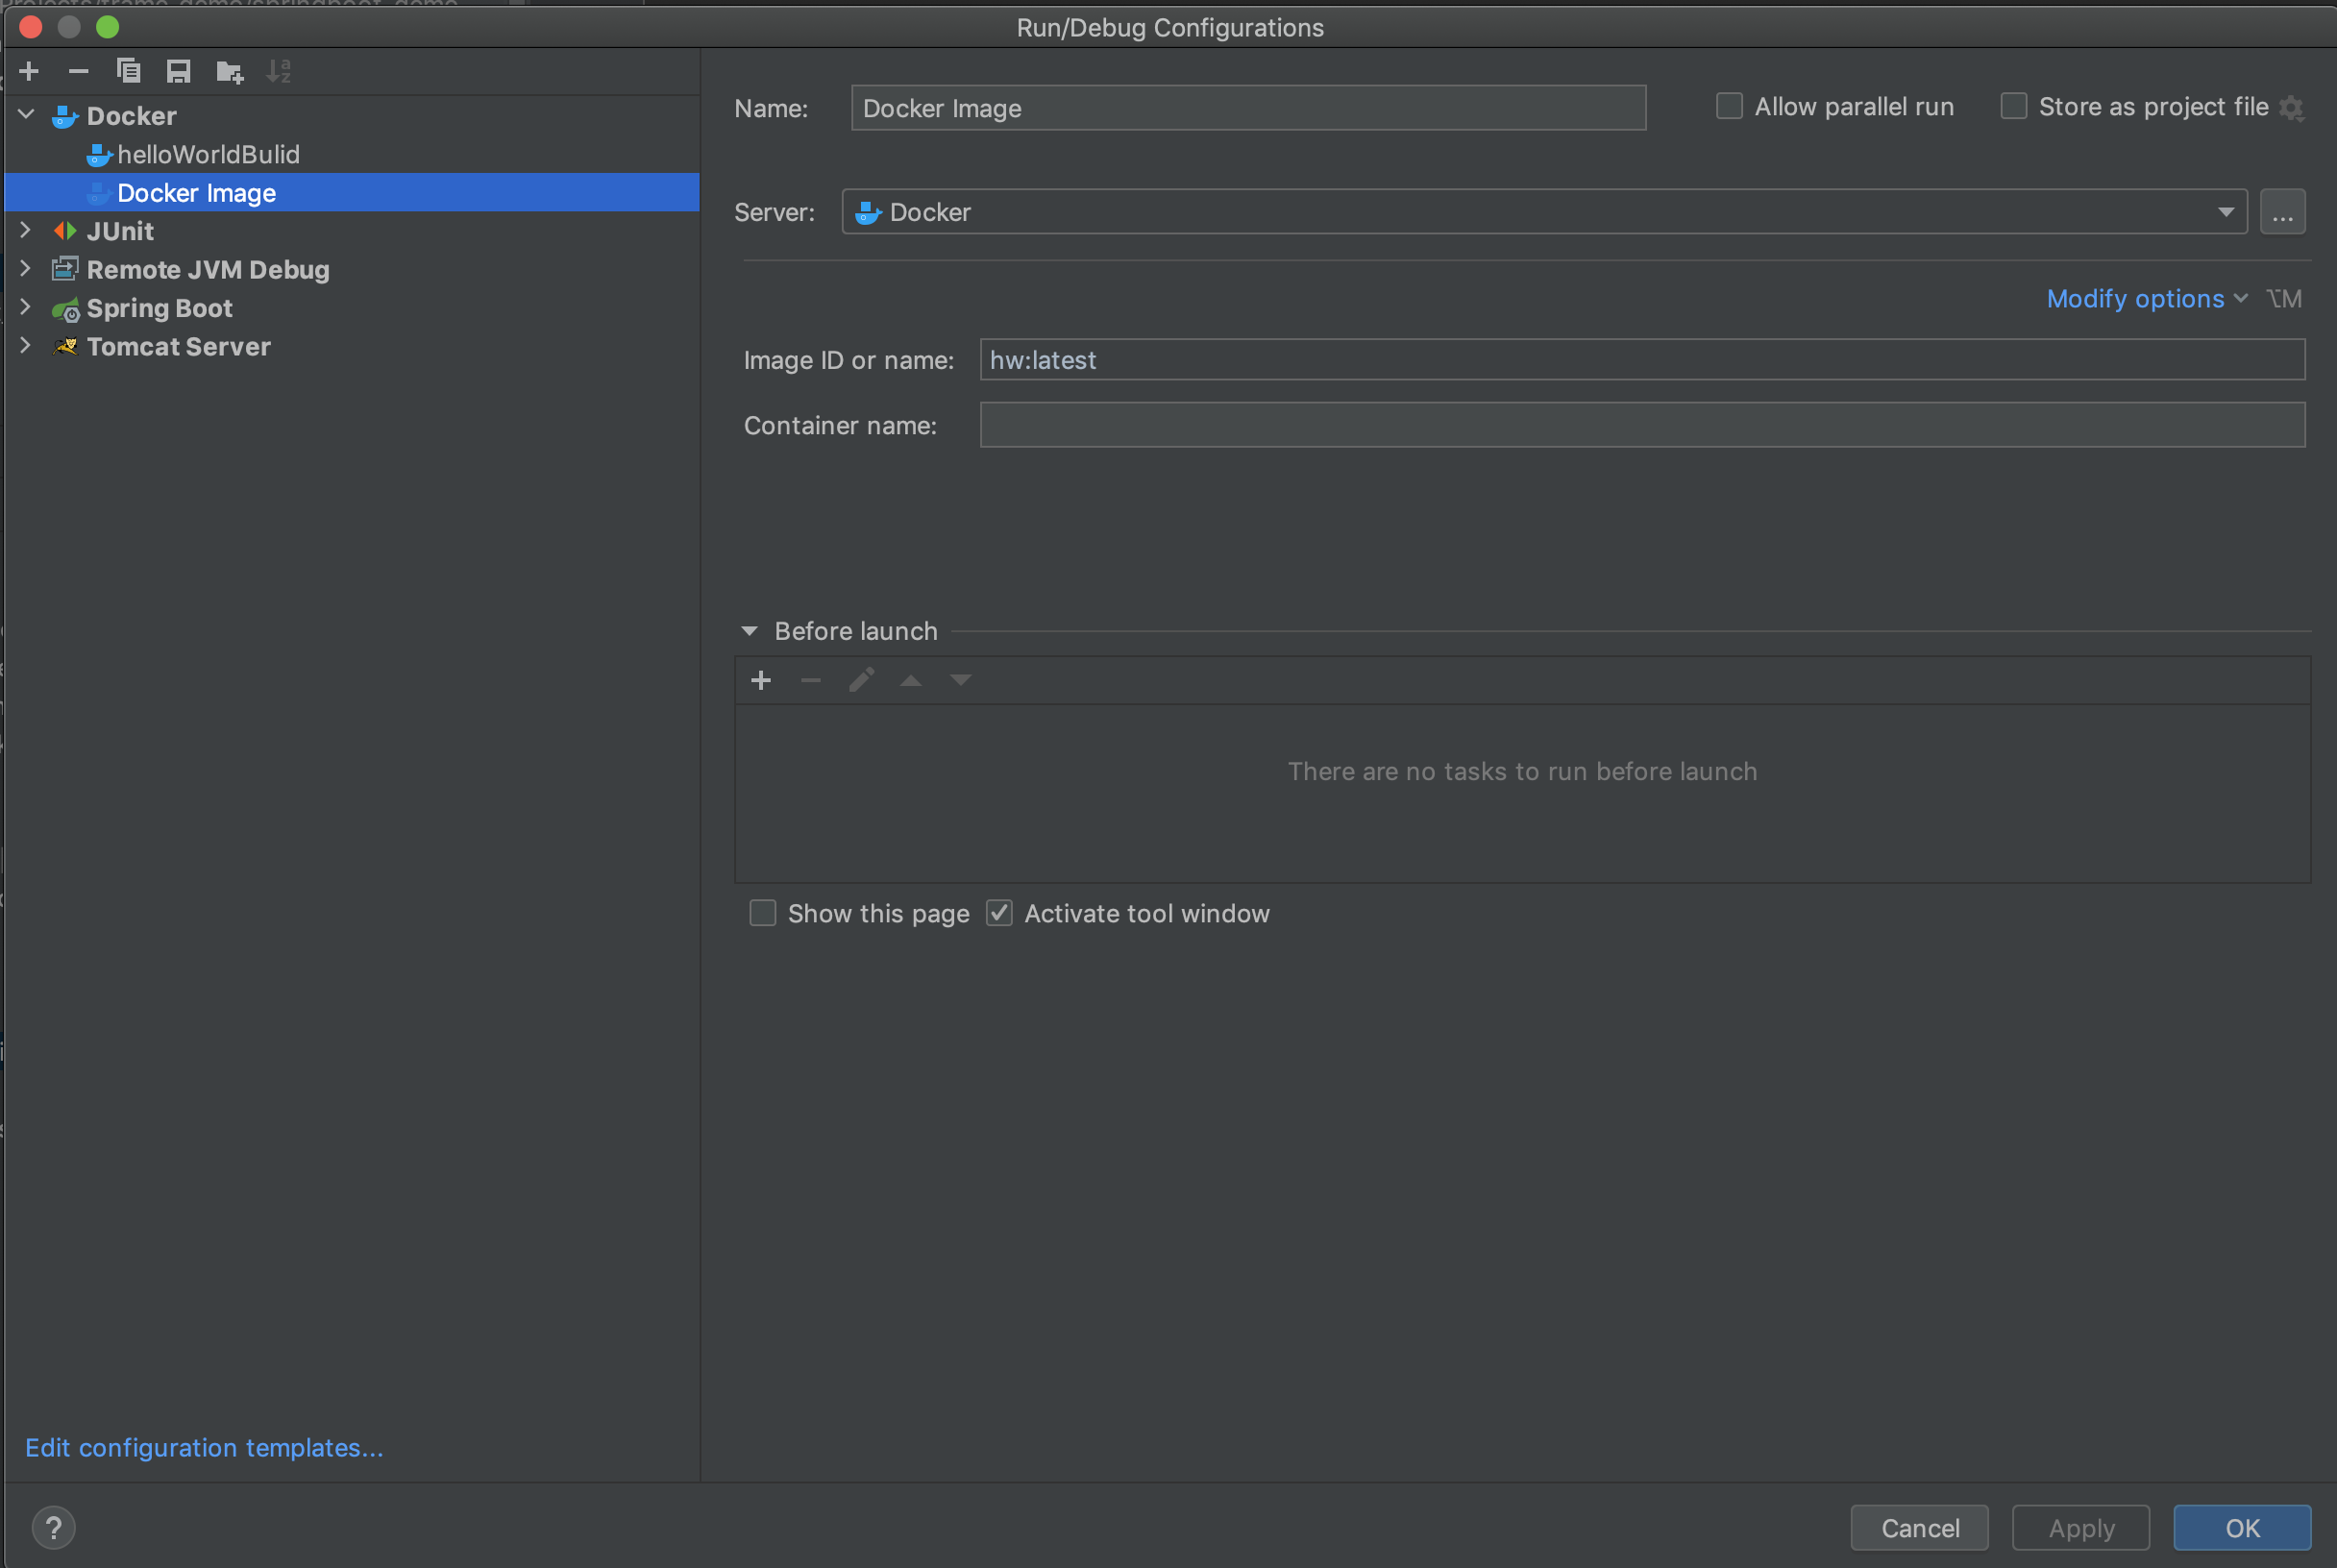 Run/Debug Configurations
Docker
helloWorldBulid
Docker Image
JUnit
Remote JVM Debug
Spring Boot
Tomcat Server
Edit configuration templates...
Name: Docker Image
Allow parallel run
Store as project file
Server: Docker
...
Modify options ⌥M
Image ID or name: hw:latest
Container name:
Before launch
There are no tasks to run before launch
Show this page
Activate tool window
?
Cancel
Apply
OK